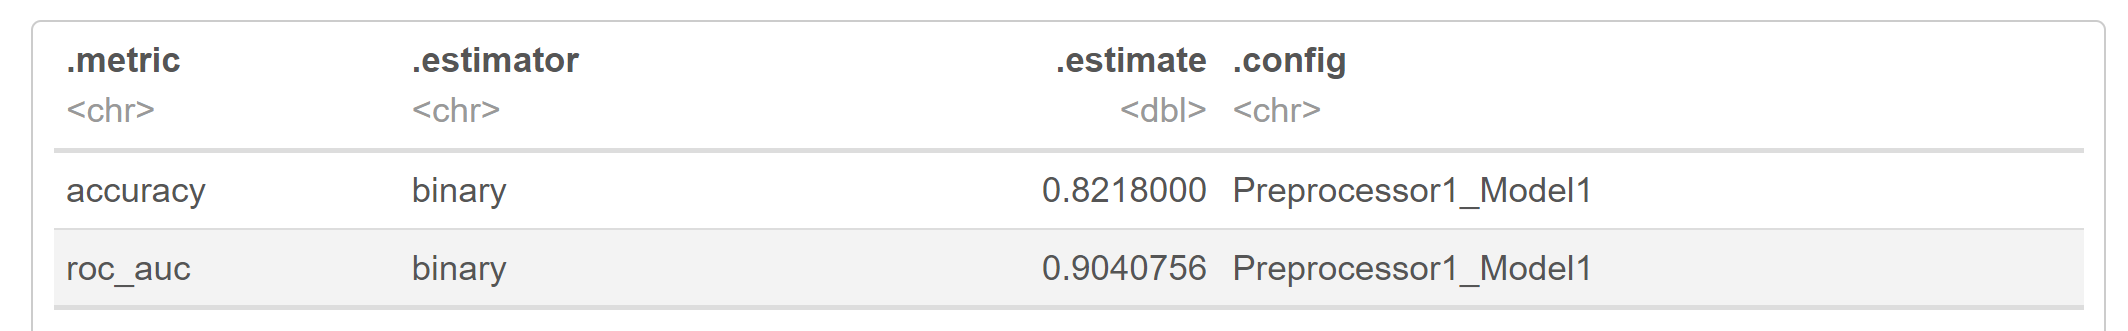 .metric .estimator .estimate .config
<chr> <chr> <dbl> <chr>
accuracy binary 0.8218000 Preprocessor1_Model1
roc_auc binary 0.9040756 Preprocessor1_Model1